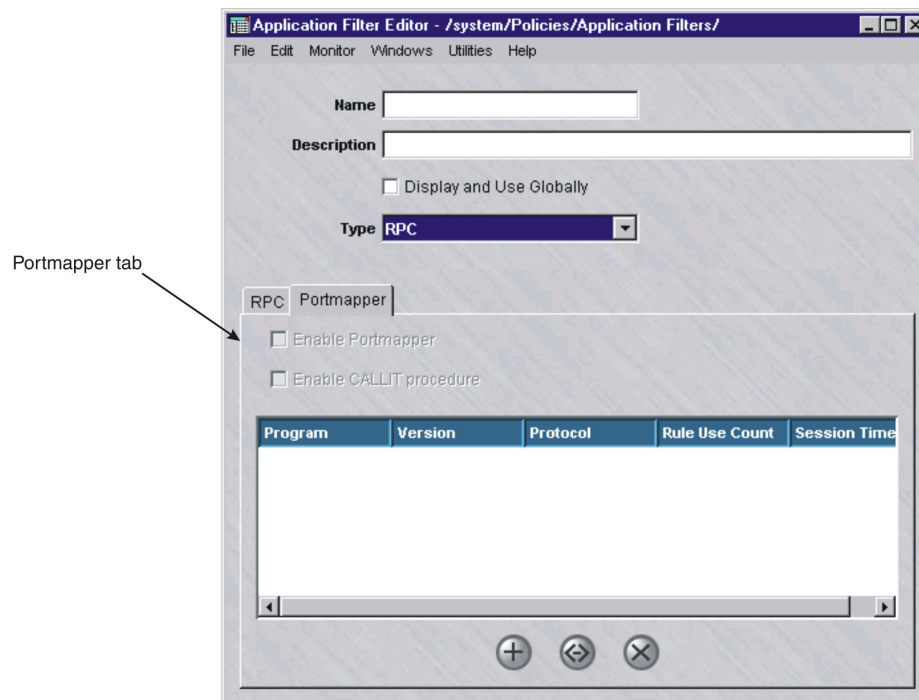 Application Filter Editor - /system/Policies/Application Filters/
File Edit Monitor Windows Utilities Help
Name
Description
Display and Use Globally
Type RPC
Portmapper tab
RPC Portmapper
Enable Portmapper
Enable CALLIT procedure
Program Version Protocol Rule Use Count Session Time